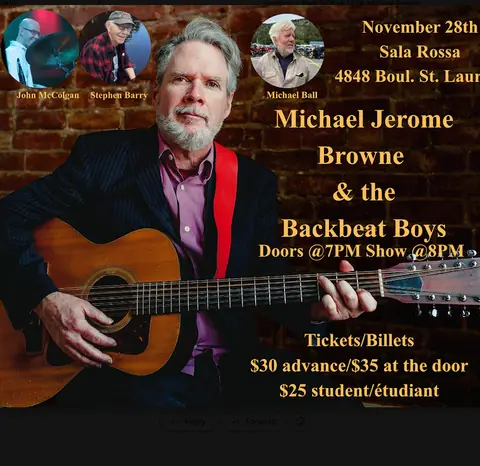 November 28th
Sala Rossa
4848 Boul. St. Laur
John McColgan
Stephen Barry
Michael Ball
Michael Jerome
Browne
& the
Backbeat Boys
Doors @7PM Show @8PM
Tickets/Billets
$30 advance/$35 at the door
$25 student/étudiant